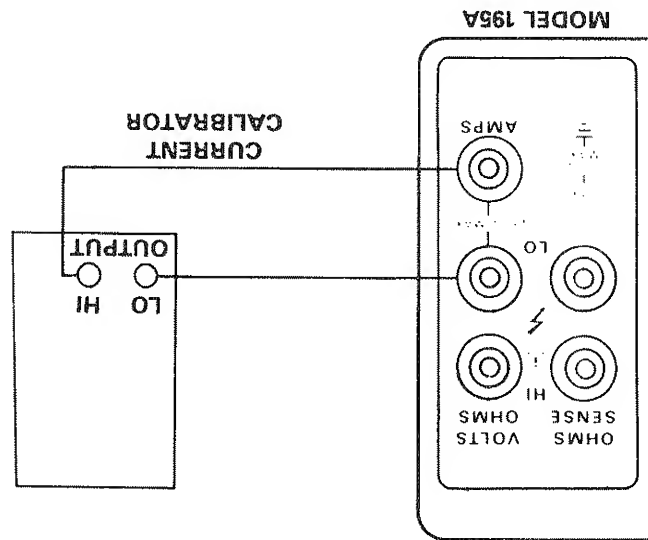 OHMS SENSE
VOLTS OHMS
HI
LO
AMPS
MODEL 195A
LO HI
OUTPUT
CURRENT
CALIBRATOR